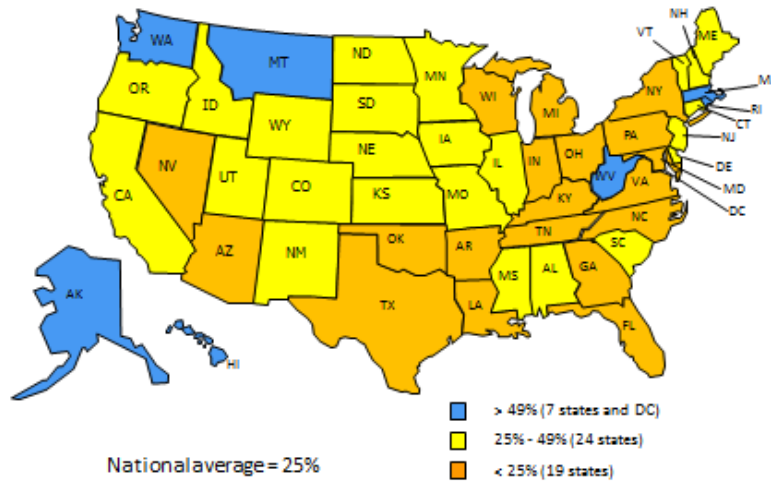 NH
ME
VT
WA
ND
MT
MN
M
OR
NY
ID
SD
WI
RI
MI
WY
CT
PA
IA
NJ
NE
OH
IN
IL
NV
DE
UT
WV
CA
CO
VA
MD
KS
MO
KY
DC
NC
TN
OK
AZ
AR
SC
NM
MS
AL
GA
AK
TX
LA
FL
HI
> 49% (7 states and DC)
25% - 49% (24 states)
National average = 25%
< 25% (19 states)